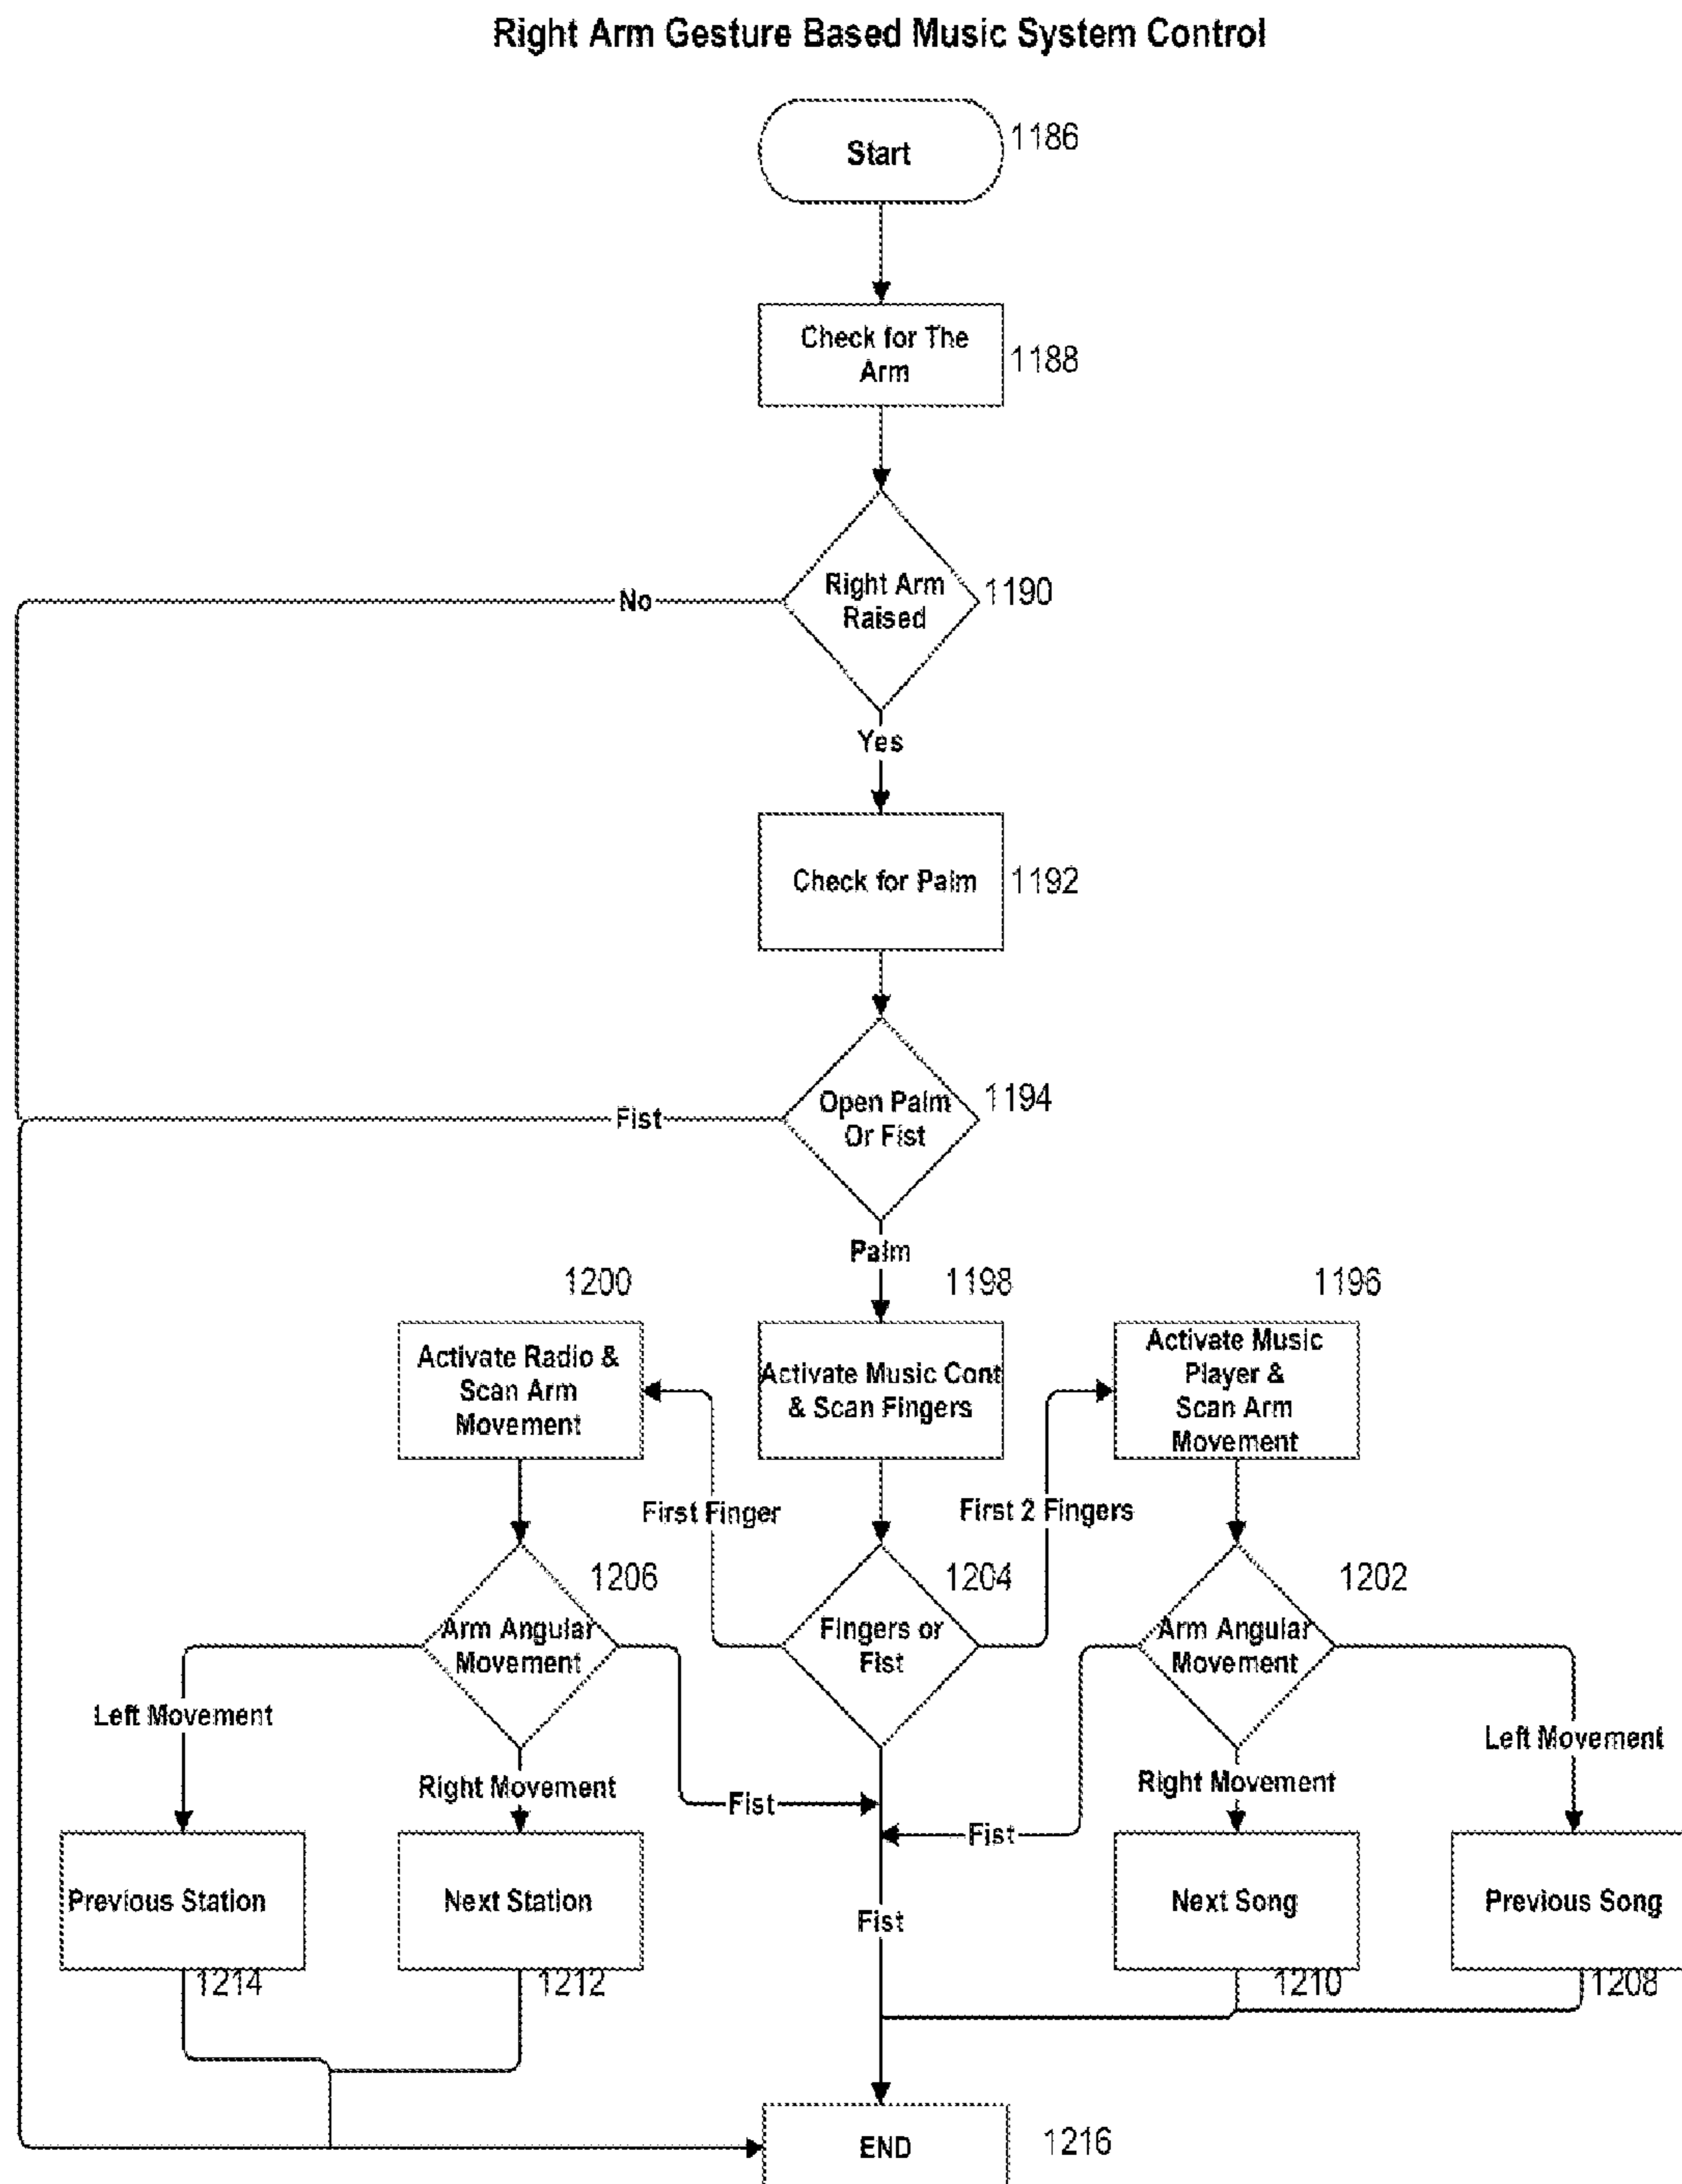 Right Arm Gesture Based Music System Control
Start
1186
Check for The
Arm
1188
Right Arm
Raised
1190
No
Yes
Check for Palm
1192
Open Palm
Or Fist
1194
Fist
Palm
1200
1198
1196
Activate Radio &
Scan Arm
Movement
Activate Music Cont
& Scan Fingers
Activate Music
Player &
Scan Arm
Movement
First Finger
First 2 Fingers
1206
1204
1202
Arm Angular
Movement
Fingers or
Fist
Arm Angular
Movement
Left Movement
Right Movement
Fist
Fist
Right Movement
Left Movement
Previous Station
Next Station
Fist
Next Song
Previous Song
1214
1212
1210
1208
END
1216